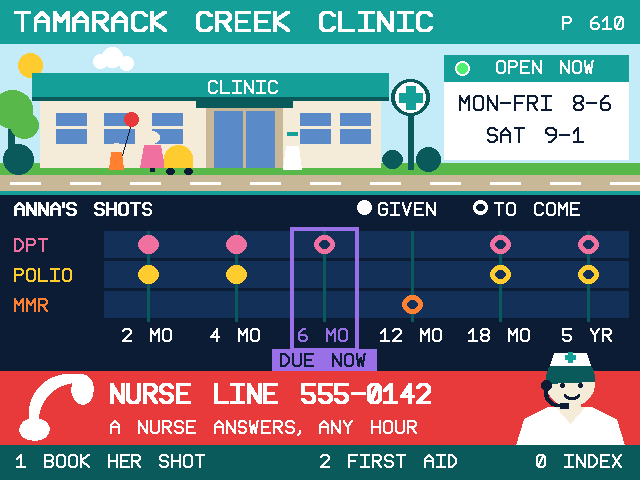 TAMARACK CREEK CLINIC
P 610
CLINIC
OPEN NOW
MON-FRI 8-6
SAT 9-1
ANNA'S SHOTS
GIVEN
TO COME
DPT
POLIO
MMR
2 MO
4 MO
6 MO
12 MO
18 MO
5 YR
DUE NOW
NURSE LINE 555-0142
A NURSE ANSWERS, ANY HOUR
1 BOOK HER SHOT
2 FIRST AID
0 INDEX